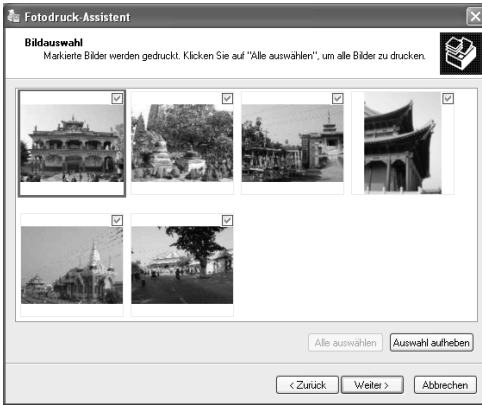 Fotodruck-Assistent
Bildauswahl
Markierte Bilder werden gedruckt. Klicken Sie auf "Alle auswählen", um alle Bilder zu drucken.
Alle auswählen
Auswahl aufheben
< Zurück
Weiter >
Abbrechen